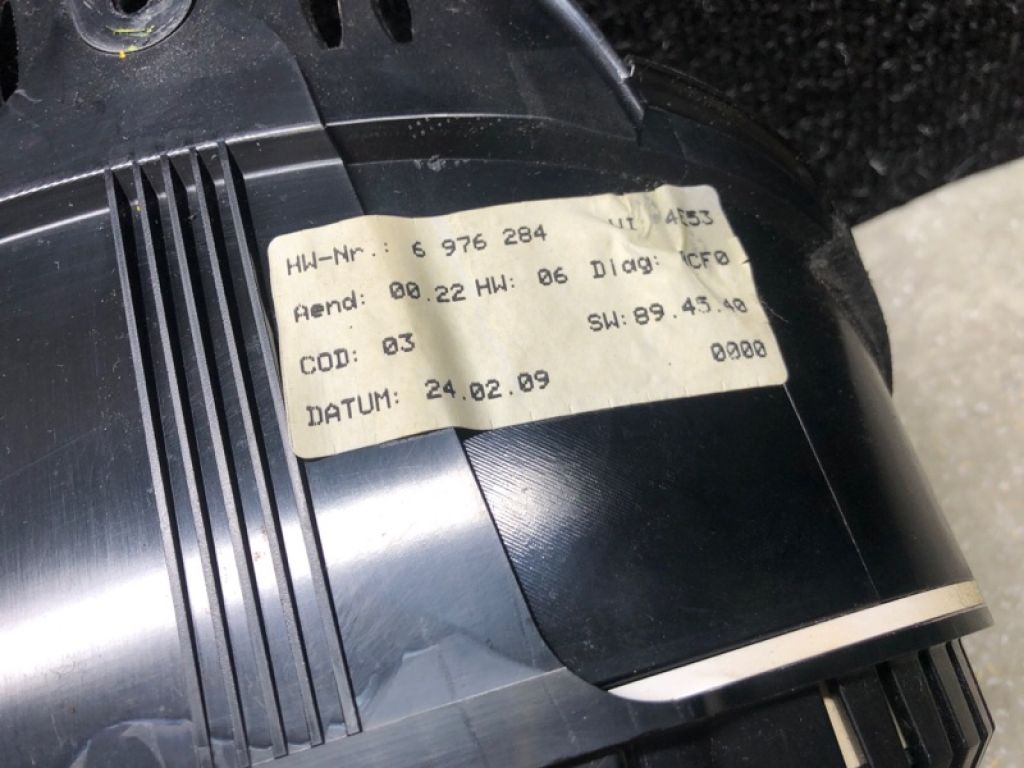 HW-Nr.: 6 976 284
Aend: 00.22 HW: 06 Diag:
COD: 03 SW: 89.45.40
DATUM: 24.02.09 0000